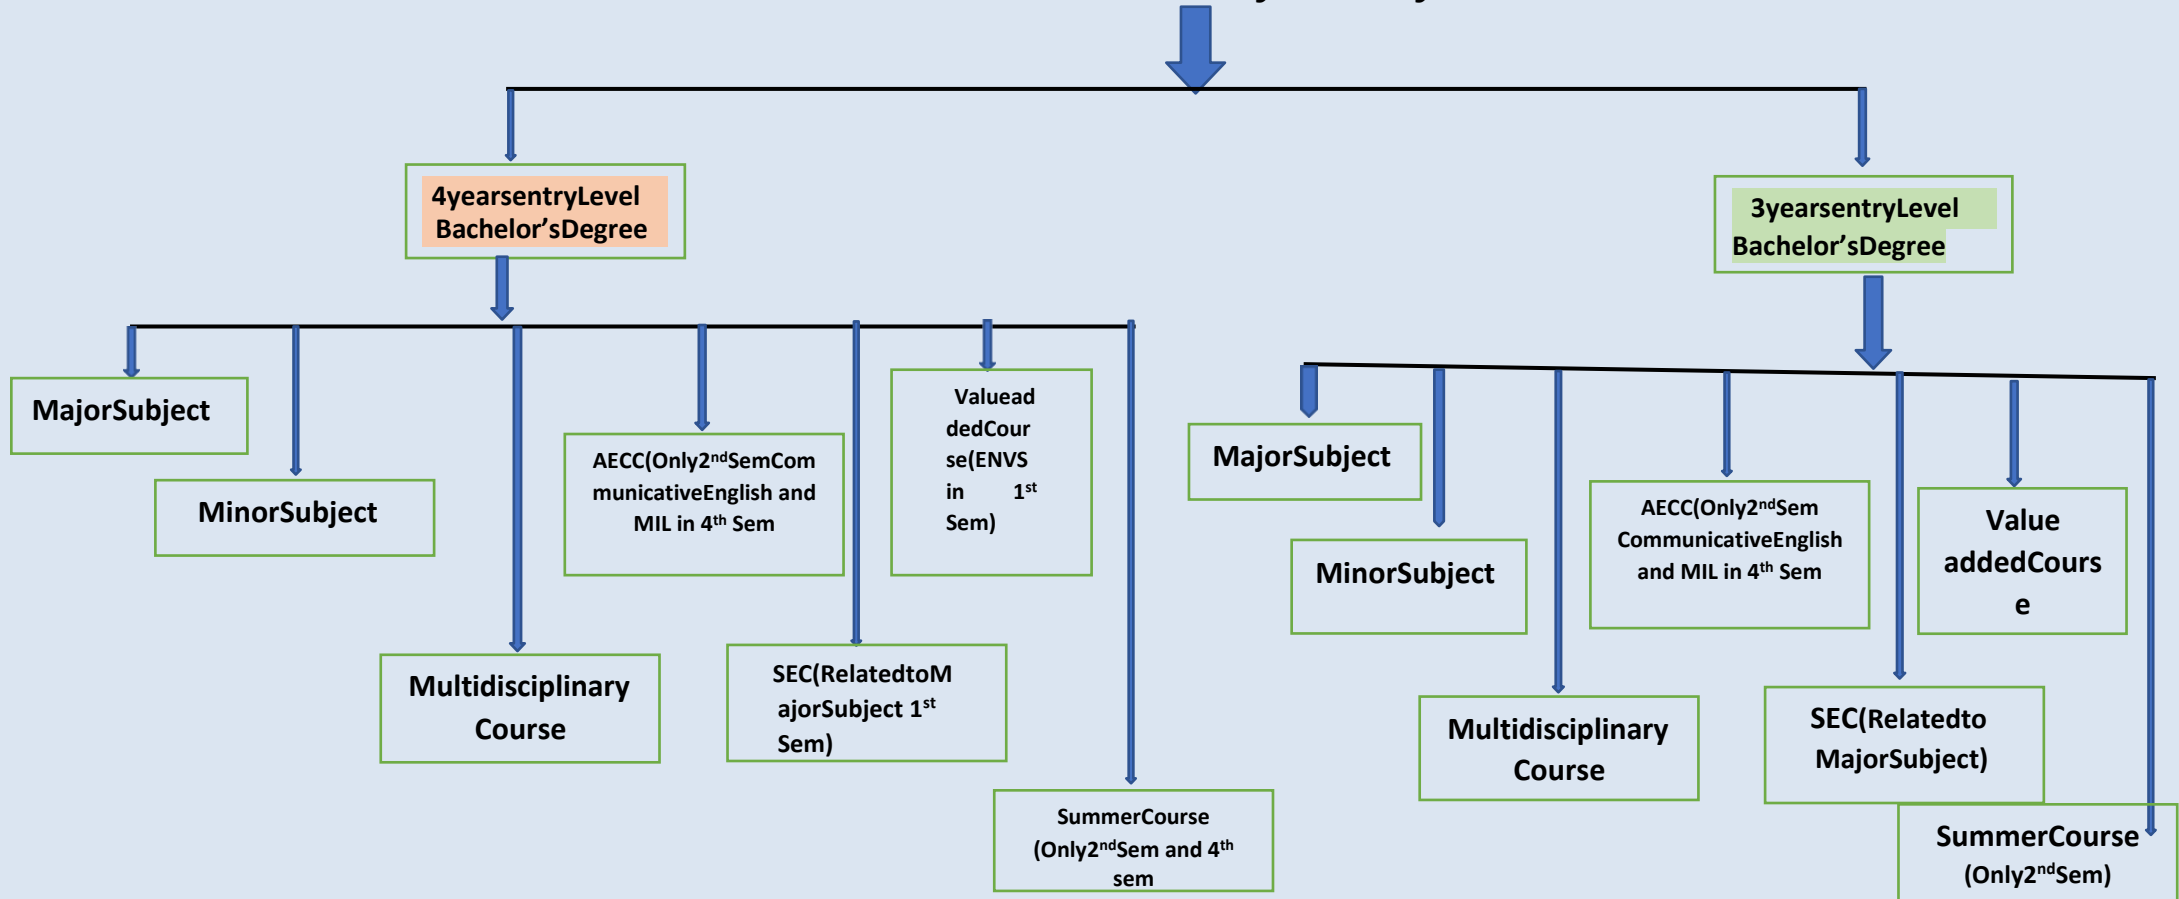 4yearsentryLevel
Bachelor’sDegree
3yearsentryLevel
Bachelor’sDegree
MajorSubject
MinorSubject
Multidisciplinary
Course
AECC(Only2ndSemCom
municativeEnglish and
MIL in 4th Sem
SEC(RelatedtoM
ajorSubject 1st
Sem)
Valuead
dedCour
se(ENVS
in 1st
Sem)
SummerCourse
(Only2ndSem and 4th
sem
MajorSubject
MinorSubject
Multidisciplinary
Course
AECC(Only2ndSem
CommunicativeEnglish
and MIL in 4th Sem
SEC(Relatedto
MajorSubject)
Value
addedCours
e
SummerCourse
(Only2ndSem)